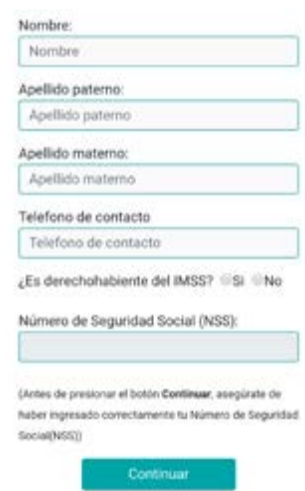 Nombre:
Nombre
Apellido paterno:
Apellido paterno
Apellido materno:
Apellido materno
Telefono de contacto
Telefono de contacto
¿Es derechohabiente del IMSS? Si No
Número de Seguridad Social (NSS):
(Antes de presionar el botón Continuar, asegúrate de
haber ingresado correctamente tu Número de Seguridad
Social(NSS))
Continuar